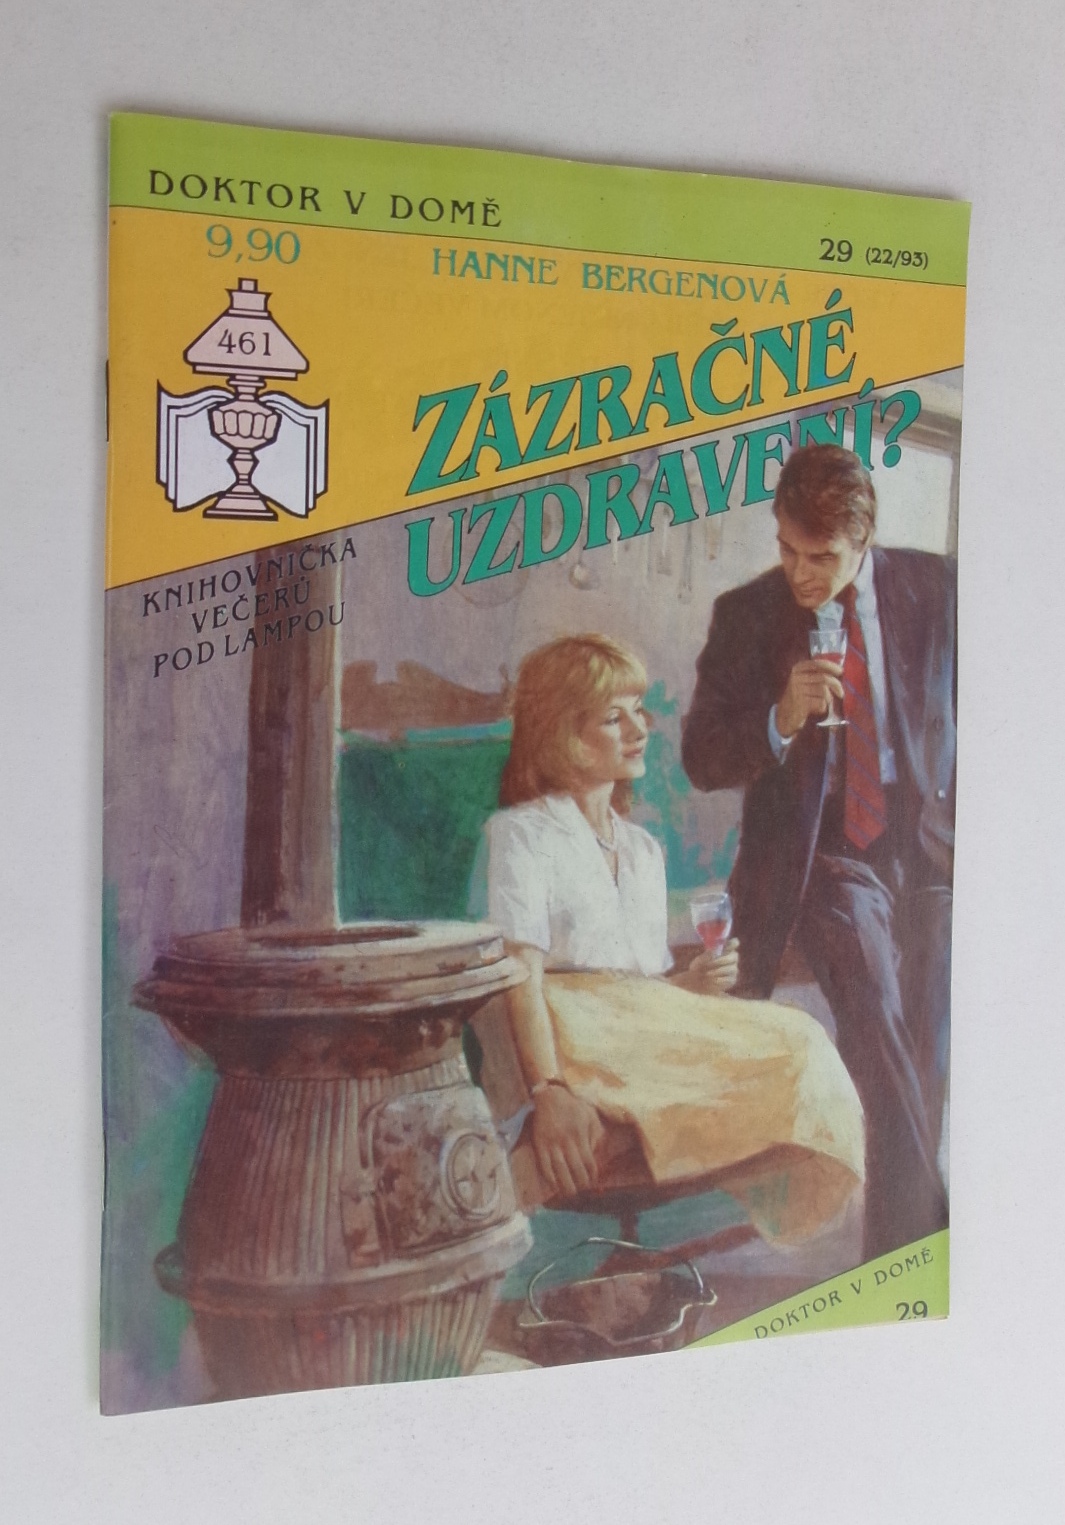 DOKTOR V DOMĚ
29 (22/93)
9,90
HANNE BERGENOVÁ
461
ZÁZRAČNÉ
UZDRAVENÍ?
KNIHOVNIČKA
VEČERŮ
POD LAMPOU
DOKTOR V DOMĚ
29